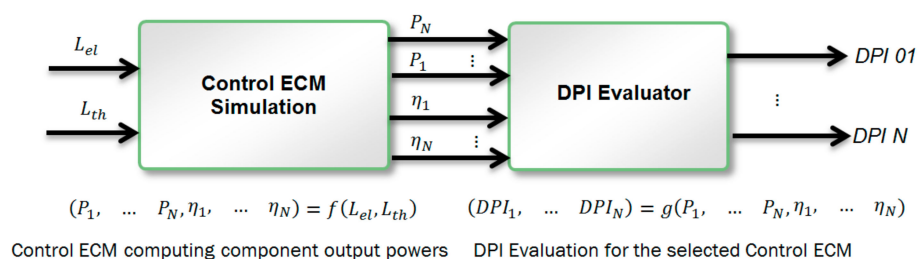 L_el
L_th
Control ECM
Simulation
P_N
P_1 ⋮
η_1
η_N ⋮
DPI Evaluator
DPI 01
⋮
DPI N
(P_1, … P_N, η_1, … η_N) = f(L_el, L_th)
(DPI_1, … DPI_N) = g(P_1, … P_N, η_1, … η_N)
Control ECM computing component output powers
DPI Evaluation for the selected Control ECM